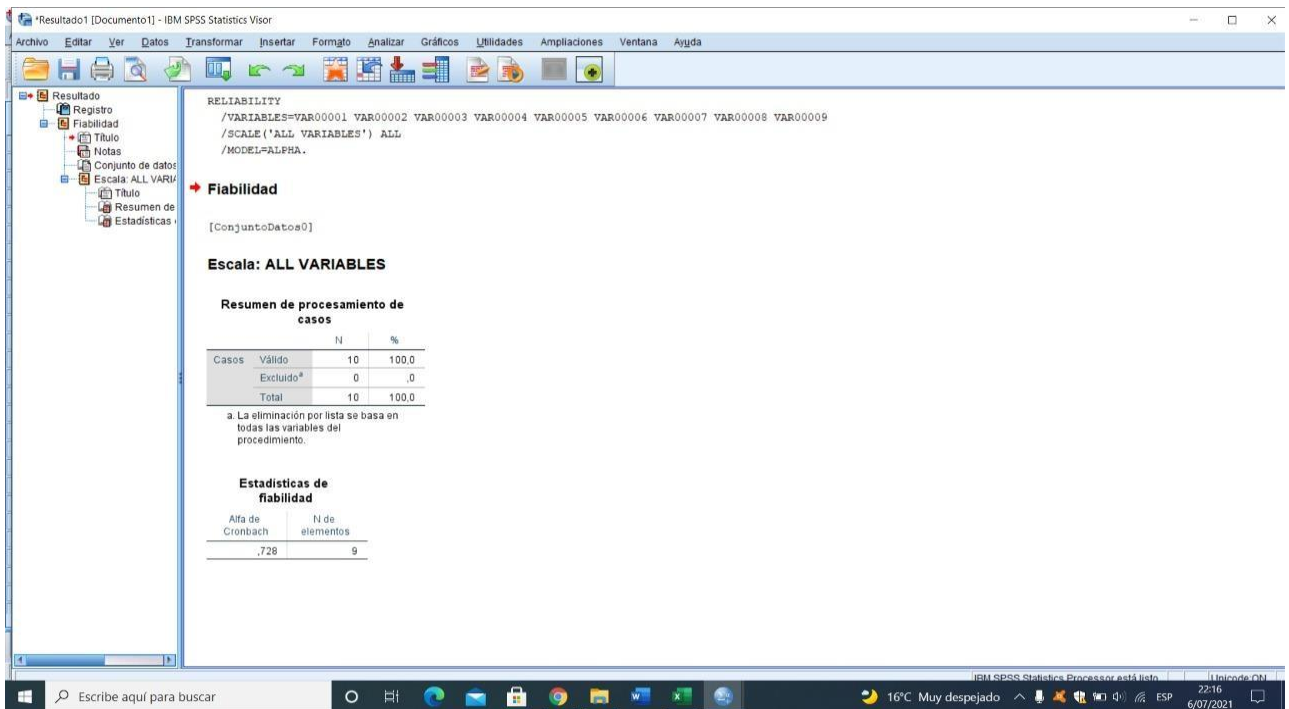 *Resultado1 [Documento1] - IBM SPSS Statistics Visor
Archivo Editar Ver Datos Transformar Insertar Formato Analizar Gráficos Utilidades Ampliaciones Ventana Ayuda
Resultado
Registro
Fiabilidad
Título
Notas
Conjunto de datos
Escala: ALL VARIA
Título
Resumen de
Estadísticas
RELIABILITY
/VARIABLES=VAR00001 VAR00002 VAR00003 VAR00004 VAR00005 VAR00006 VAR00007 VAR00008 VAR00009
/SCALE('ALL VARIABLES') ALL
/MODEL=ALPHA.
Fiabilidad
[ConjuntoDatos0]
Escala: ALL VARIABLES
Resumen de procesamiento de
casos
N %
Casos Válido 10 100,0
Excluido a 0 ,0
Total 10 100,0
a. La eliminación por lista se basa en
todas las variables del
procedimiento.
Estadísticas de
fiabilidad
Alfa de N de
Cronbach elementos
,728 9
IBM SPSS Statistics Processor está listo Unicode:ON
Escribe aquí para buscar
16°C Muy despejado ESP 22:16
6/07/2021